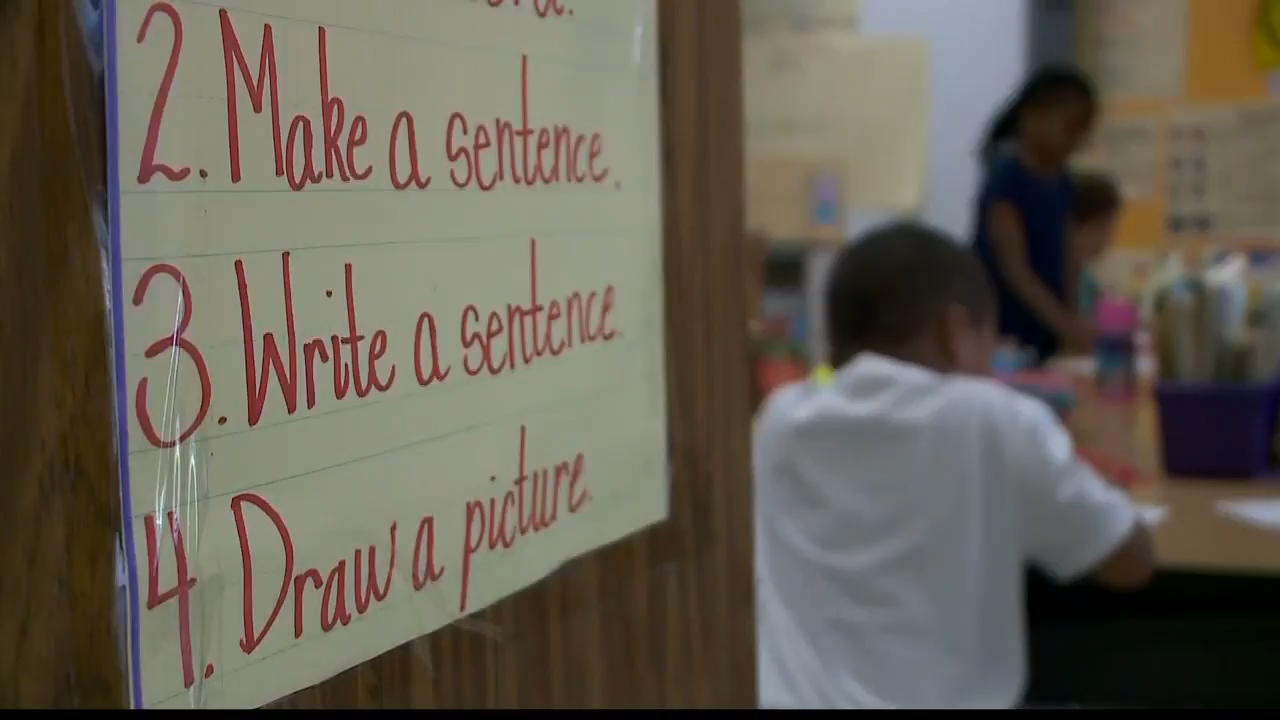 2. Make a sentence.
3. Write a sentence.
4. Draw a picture.